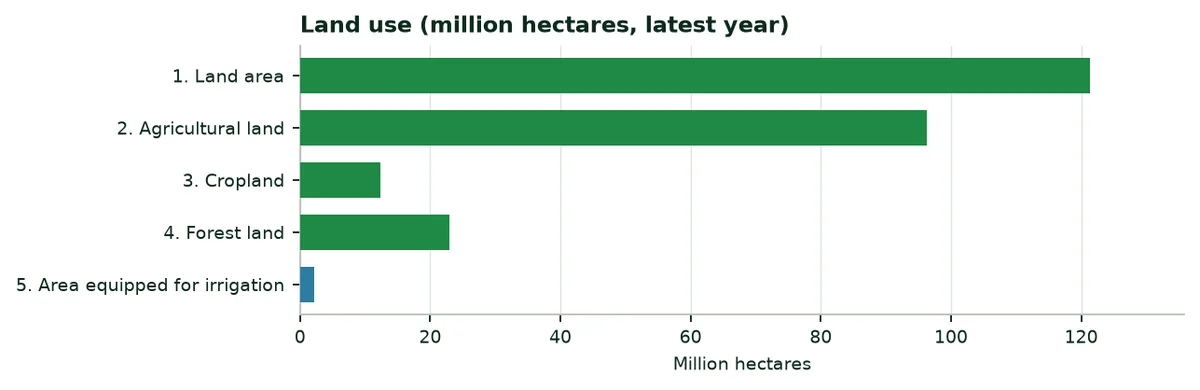 Land use (million hectares, latest year)
1. Land area
2. Agricultural land
3. Cropland
4. Forest land
5. Area equipped for irrigation
0 20 40 60 80 100 120
Million hectares